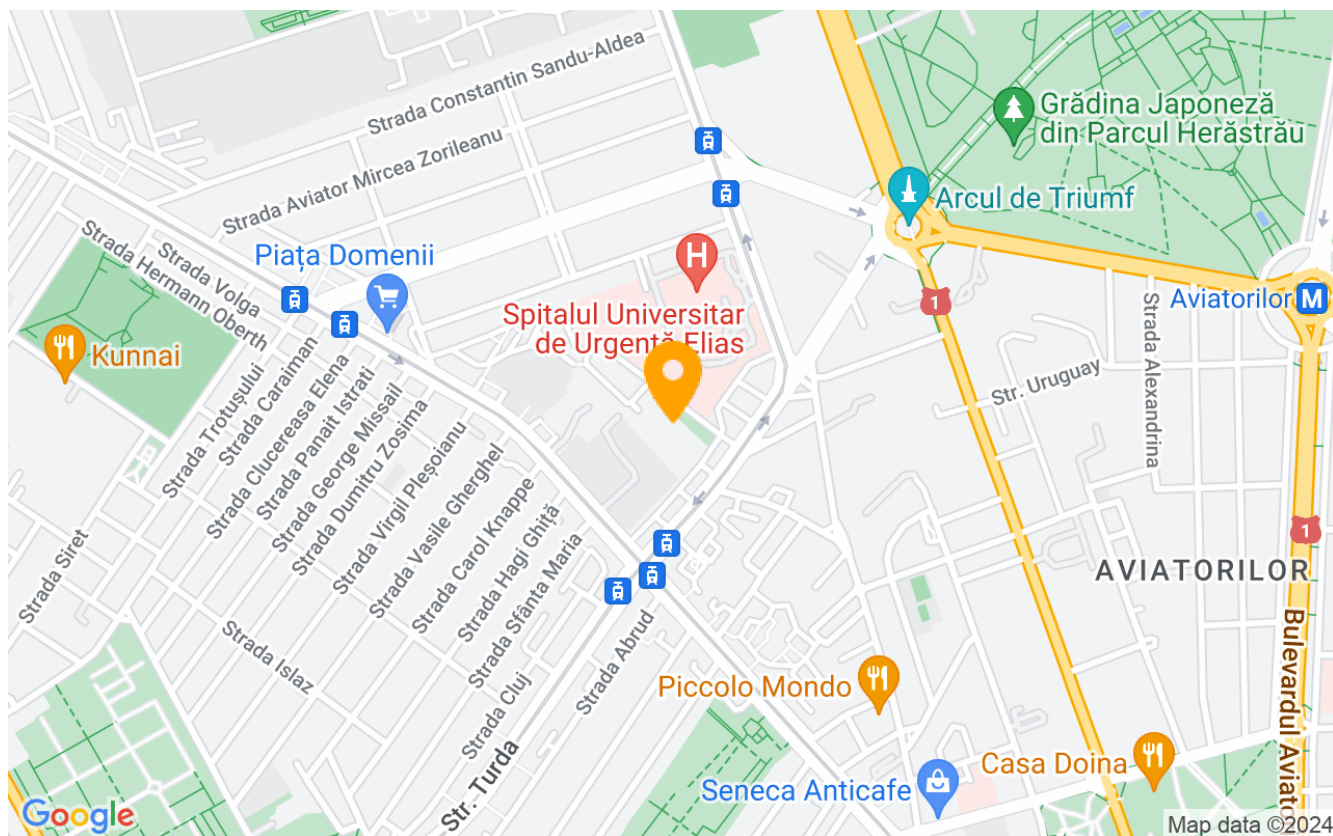 Strada Constantin Sandu-Aldea
Strada Aviator Mircea Zorileanu
Grădina Japoneză
din Parcul Herăstrău
Arcul de Triumf
Strada Volga
Strada Hermann Oberth
Piața Domenii
H
Spitalul Universitar
de Urgență Elias
1
Aviatorilor
M
Kunnai
Strada Alexandrina
Str. Uruguay
Strada Trotușului
Strada Caraiman
Strada Clucereasa Elena
Strada Panait Istrati
Strada George Missail
Strada Dumitru Zosima
Strada Virgil Pleșoianu
Strada Vasile Gherghel
Strada Carol Knappe
Strada Hagi Ghiță
Strada Sfânta Maria
Strada Siret
1
AVIATORILOR
Strada Islaz
Strada Cluj
Strada Abrud
Str. Turda
Piccolo Mondo
Bulevardul Aviato
Casa Doina
Seneca Anticafe
Google
Map data ©2024